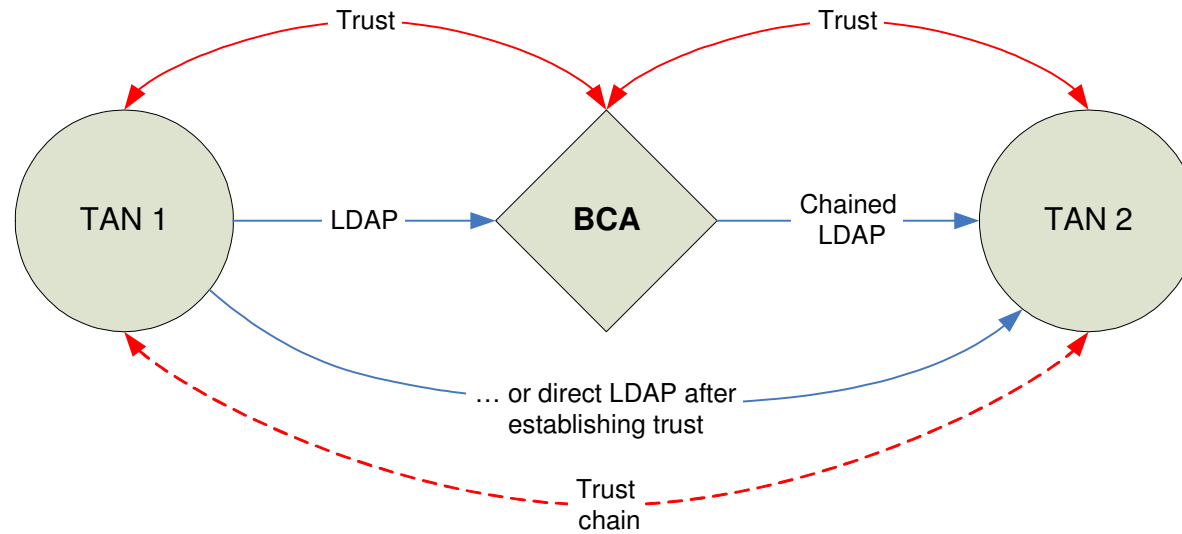 Trust
Trust
TAN 1
LDAP
BCA
Chained
LDAP
TAN 2
… or direct LDAP after
establishing trust
Trust
chain